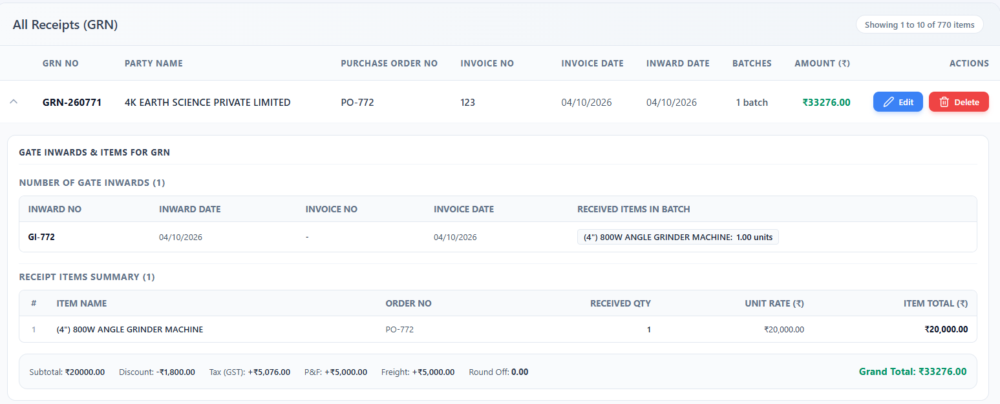 All Receipts (GRN)
Showing 1 to 10 of 770 items
GRN NO PARTY NAME PURCHASE ORDER NO INVOICE NO INVOICE DATE INWARD DATE BATCHES AMOUNT (₹) ACTIONS
GRN-260771 4K EARTH SCIENCE PRIVATE LIMITED PO-772 123 04/10/2026 04/10/2026 1 batch ₹33276.00 Edit Delete
GATE INWARDS & ITEMS FOR GRN
NUMBER OF GATE INWARDS (1)
INWARD NO INWARD DATE INVOICE NO INVOICE DATE RECEIVED ITEMS IN BATCH
GI-772 04/10/2026 - 04/10/2026 (4") 800W ANGLE GRINDER MACHINE: 1.00 units
RECEIPT ITEMS SUMMARY (1)
# ITEM NAME ORDER NO RECEIVED QTY UNIT RATE (₹) ITEM TOTAL (₹)
1 (4") 800W ANGLE GRINDER MACHINE PO-772 1 ₹20,000.00 ₹20,000.00
Subtotal: ₹20000.00 Discount: -₹1,800.00 Tax (GST): +₹5,076.00 P&F: +₹5,000.00 Freight: +₹5,000.00 Round Off: 0.00 Grand Total: ₹33276.00